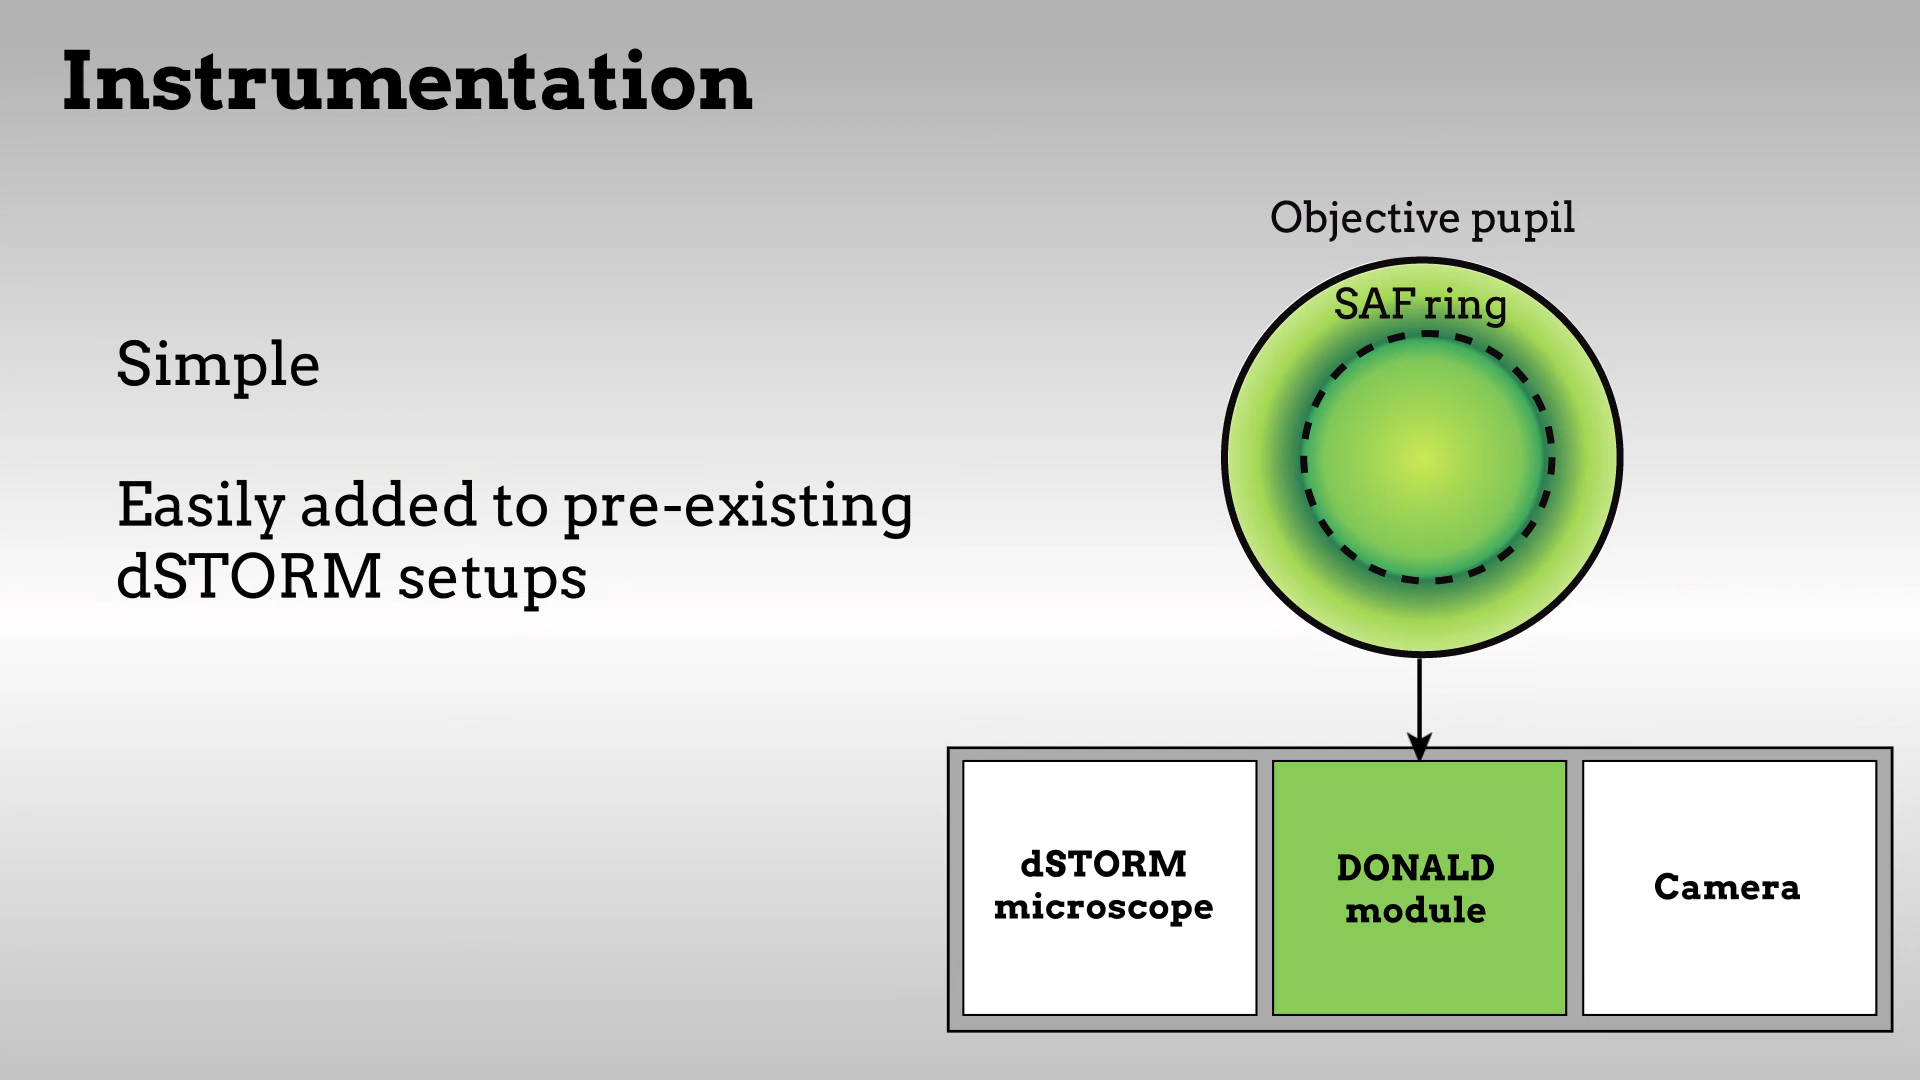 Instrumentation
Simple
Easily added to pre-existing
dSTORM setups
Objective pupil
SAF ring
dSTORM
microscope
DONALD
module
Camera